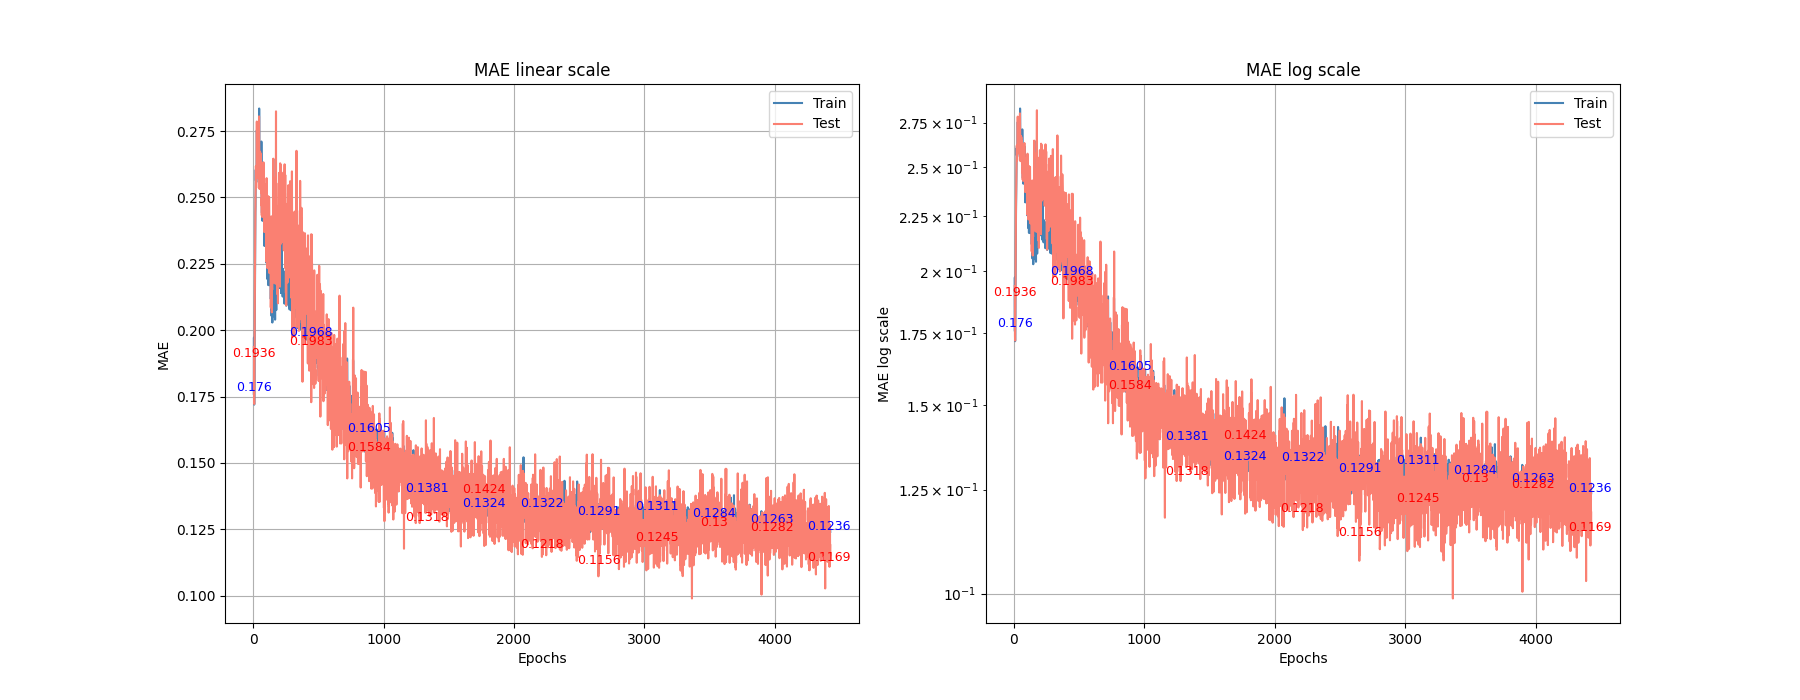 MAE linear scale
Train
Test
0.275
0.250
0.225
0.200
0.175
0.150
0.125
0.100
MAE
0.1936
0.176
0.1968
0.1983
0.1605
0.1584
0.1381
0.1318
0.1424
0.1324
0.1322
0.1218
0.1291
0.1156
0.1311
0.1245
0.1284
0.13
0.1263
0.1282
0.1236
0.1169
0 1000 2000 3000 4000
Epochs
MAE log scale
Train
Test
2.75 × 10⁻¹
2.5 × 10⁻¹
2.25 × 10⁻¹
2 × 10⁻¹
1.75 × 10⁻¹
1.5 × 10⁻¹
1.25 × 10⁻¹
10⁻¹
MAE log scale
0.1936
0.176
0.1968
0.1983
0.1605
0.1584
0.1381
0.1318
0.1424
0.1324
0.1322
0.1218
0.1291
0.1156
0.1311
0.1245
0.1284
0.13
0.1263
0.1282
0.1236
0.1169
0 1000 2000 3000 4000
Epochs